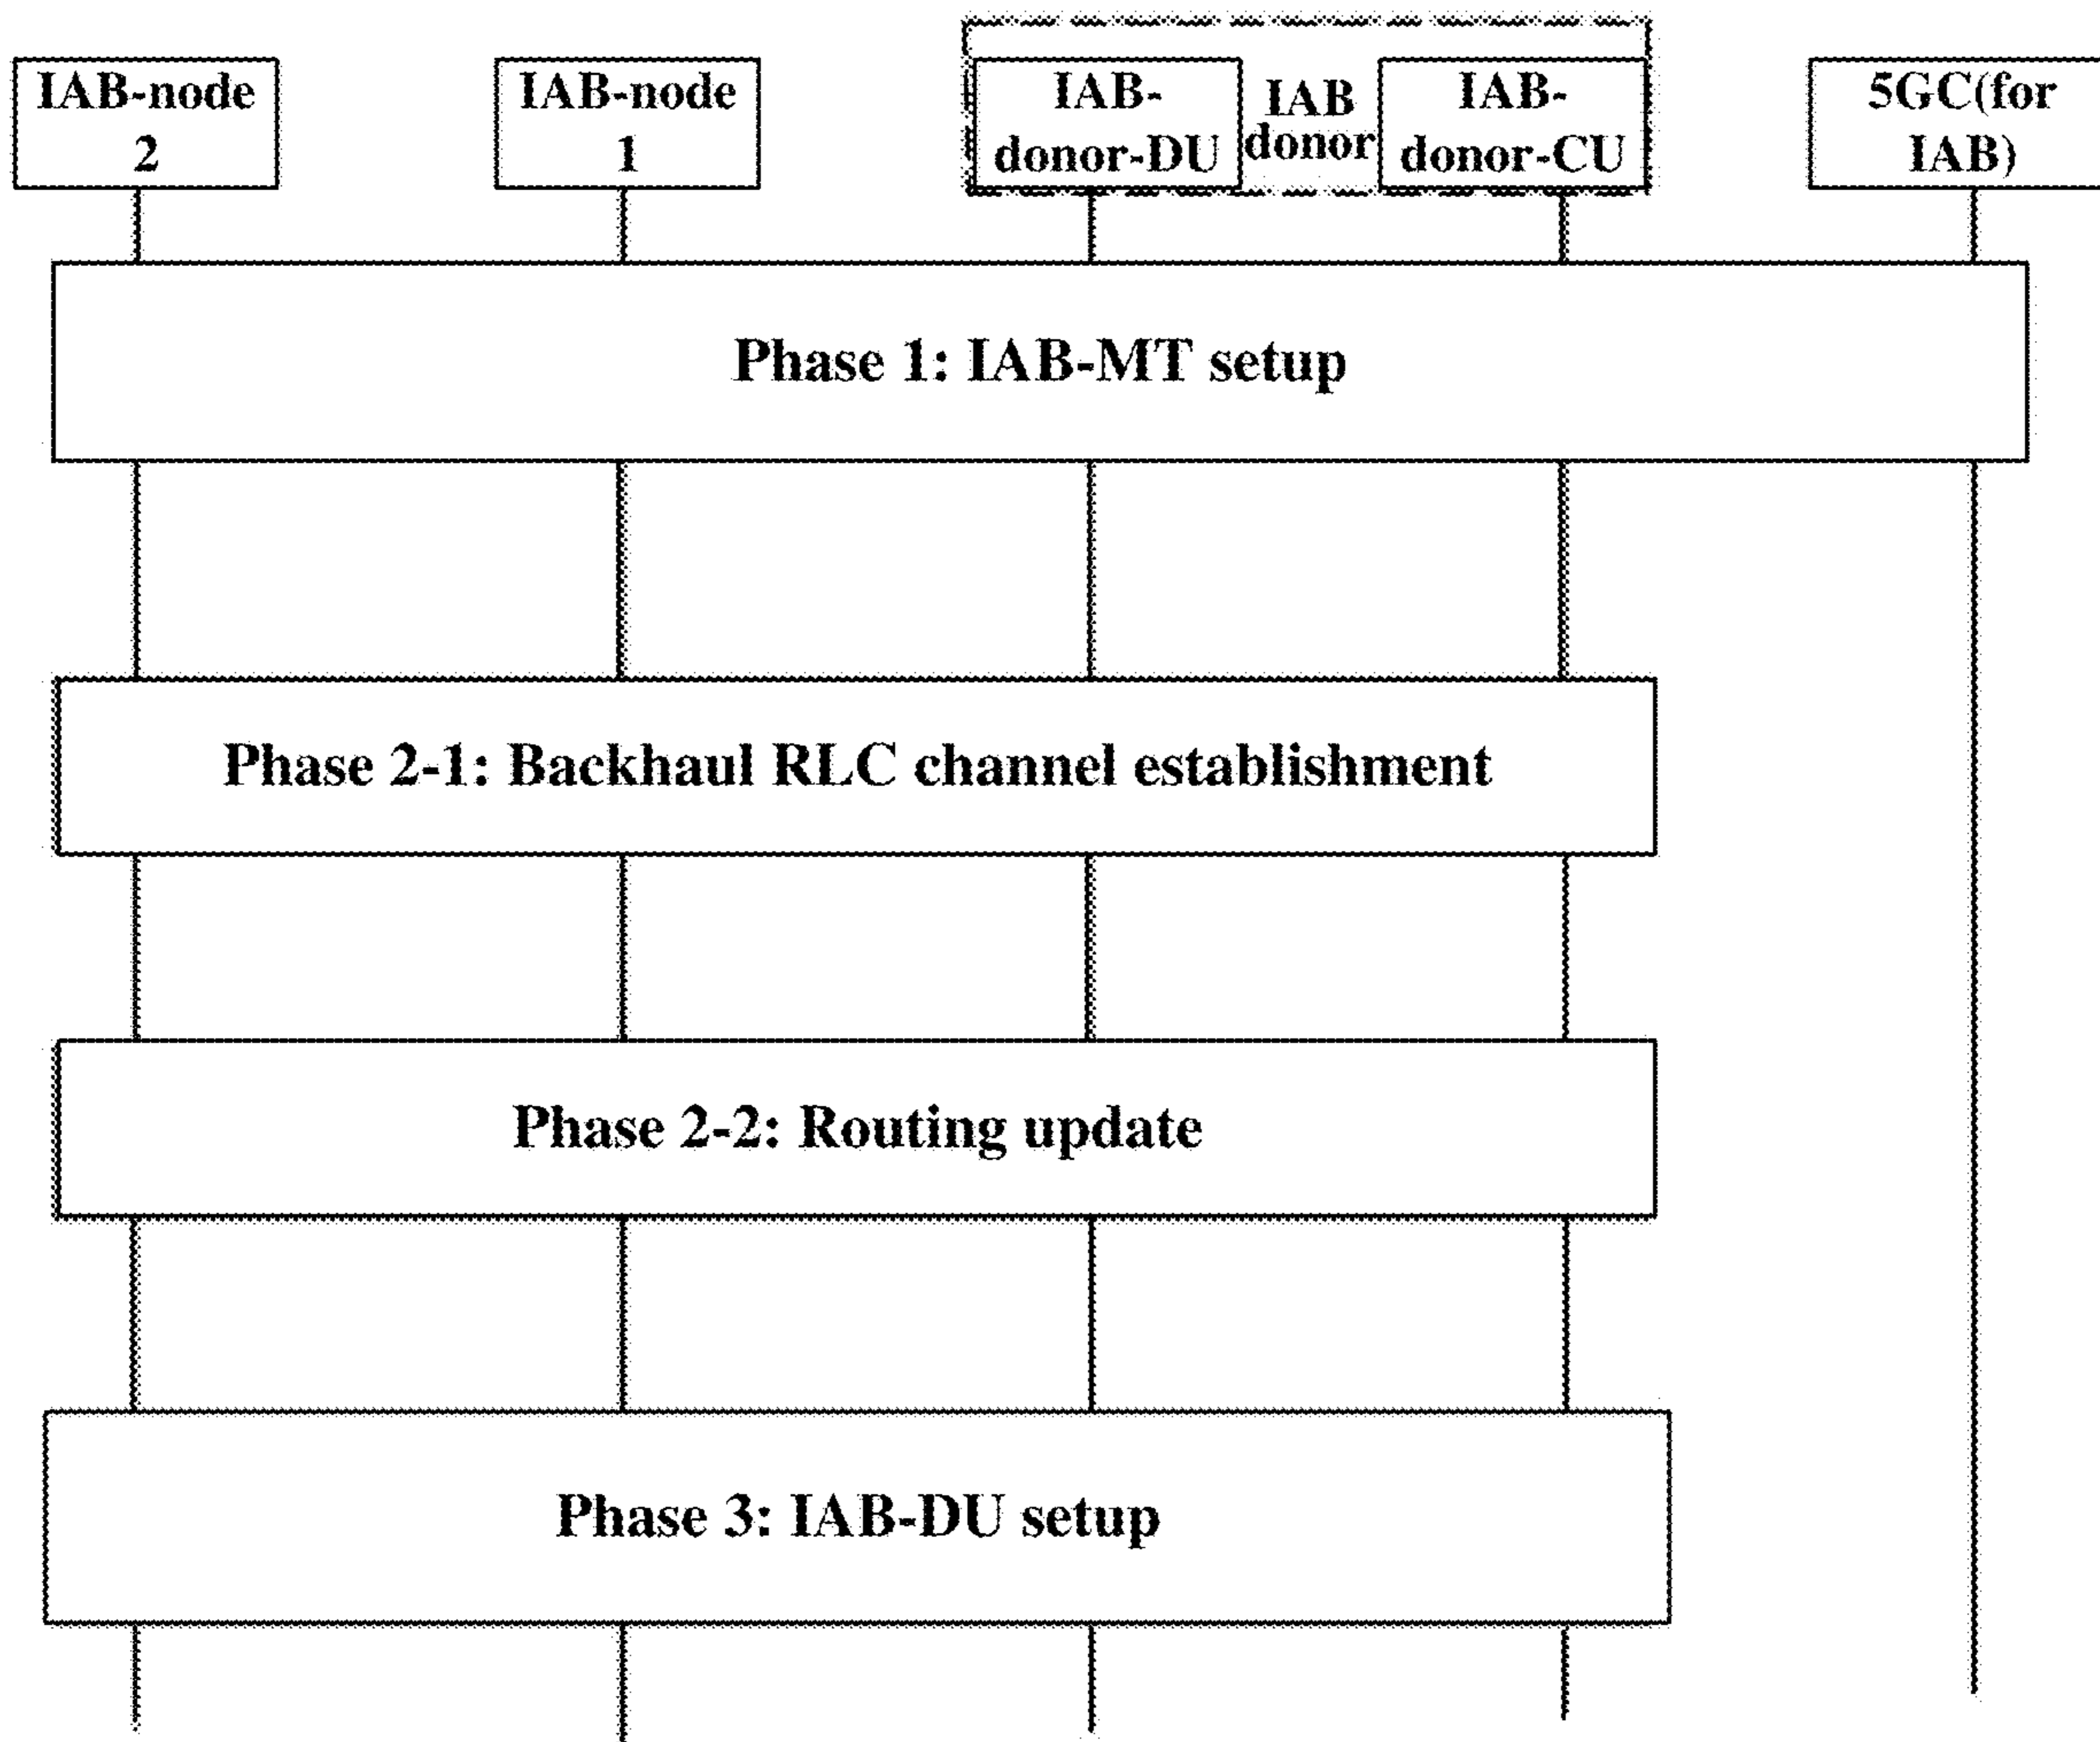 IAB-node
2
IAB-node
1
IAB-
donor-DU
IAB
donor
IAB-
donor-CU
5GC(for
IAB)
Phase 1: IAB-MT setup
Phase 2-1: Backhaul RLC channel establishment
Phase 2-2: Routing update
Phase 3: IAB-DU setup